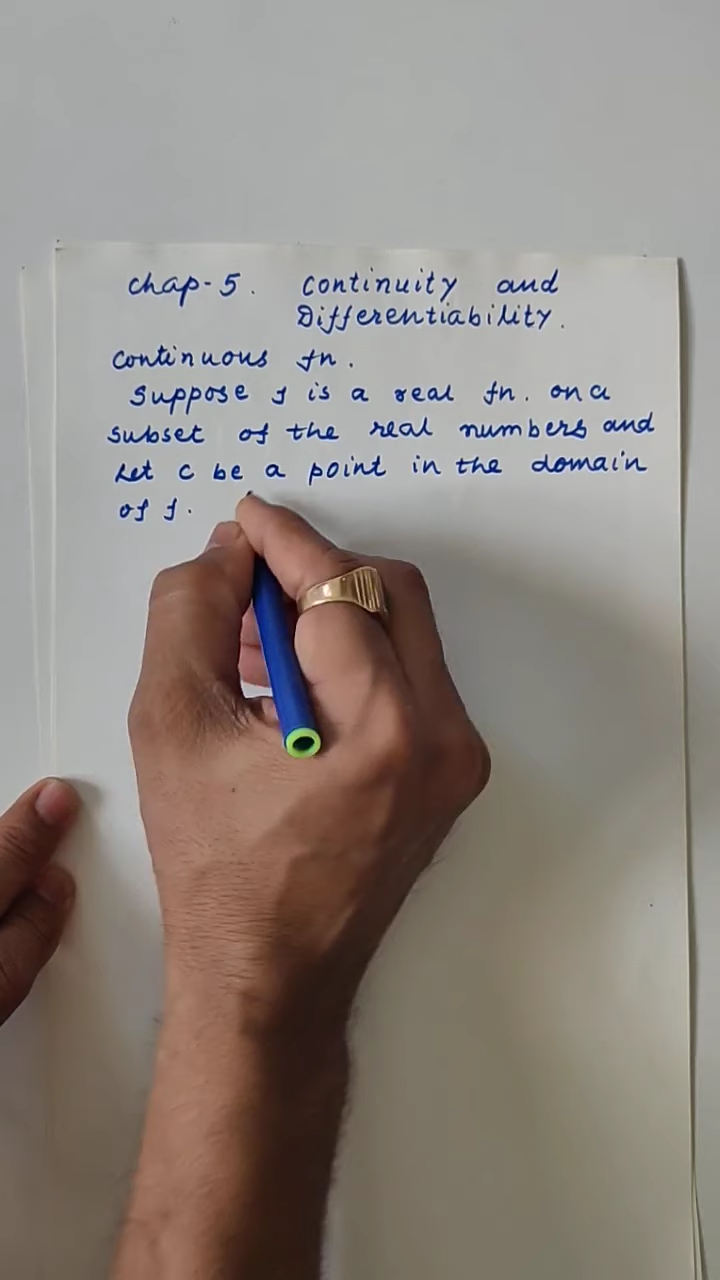 Chap-5. Continuity and
Differentiability.
Continuous fn.
Suppose f is a real fn. on a
subset of the real numbers and
Let c be a point in the domain
of f.